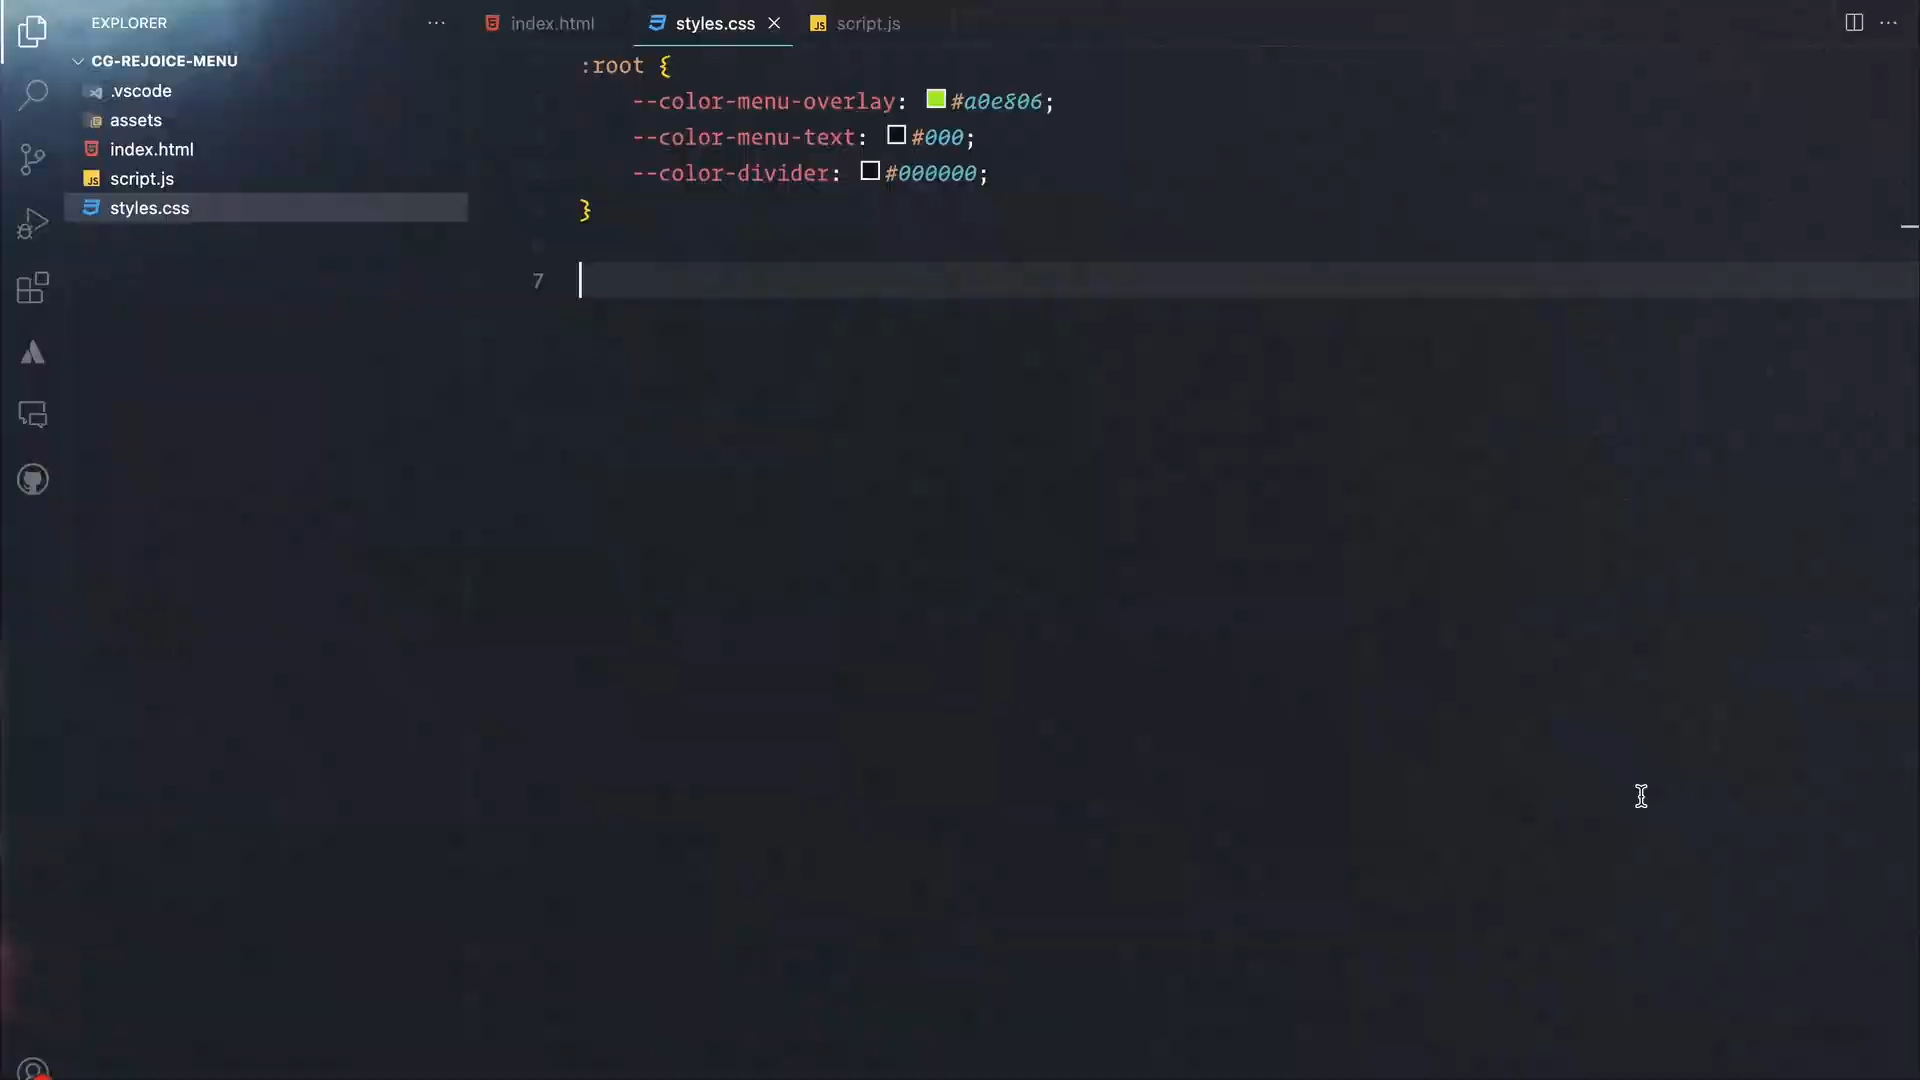 EXPLORER
CG-REJOICE-MENU
.vscode
assets
index.html
script.js
styles.css
index.html
styles.css
script.js
:root {
--color-menu-overlay: #a0e806;
--color-menu-text: #000;
--color-divider: #000000;
}
7